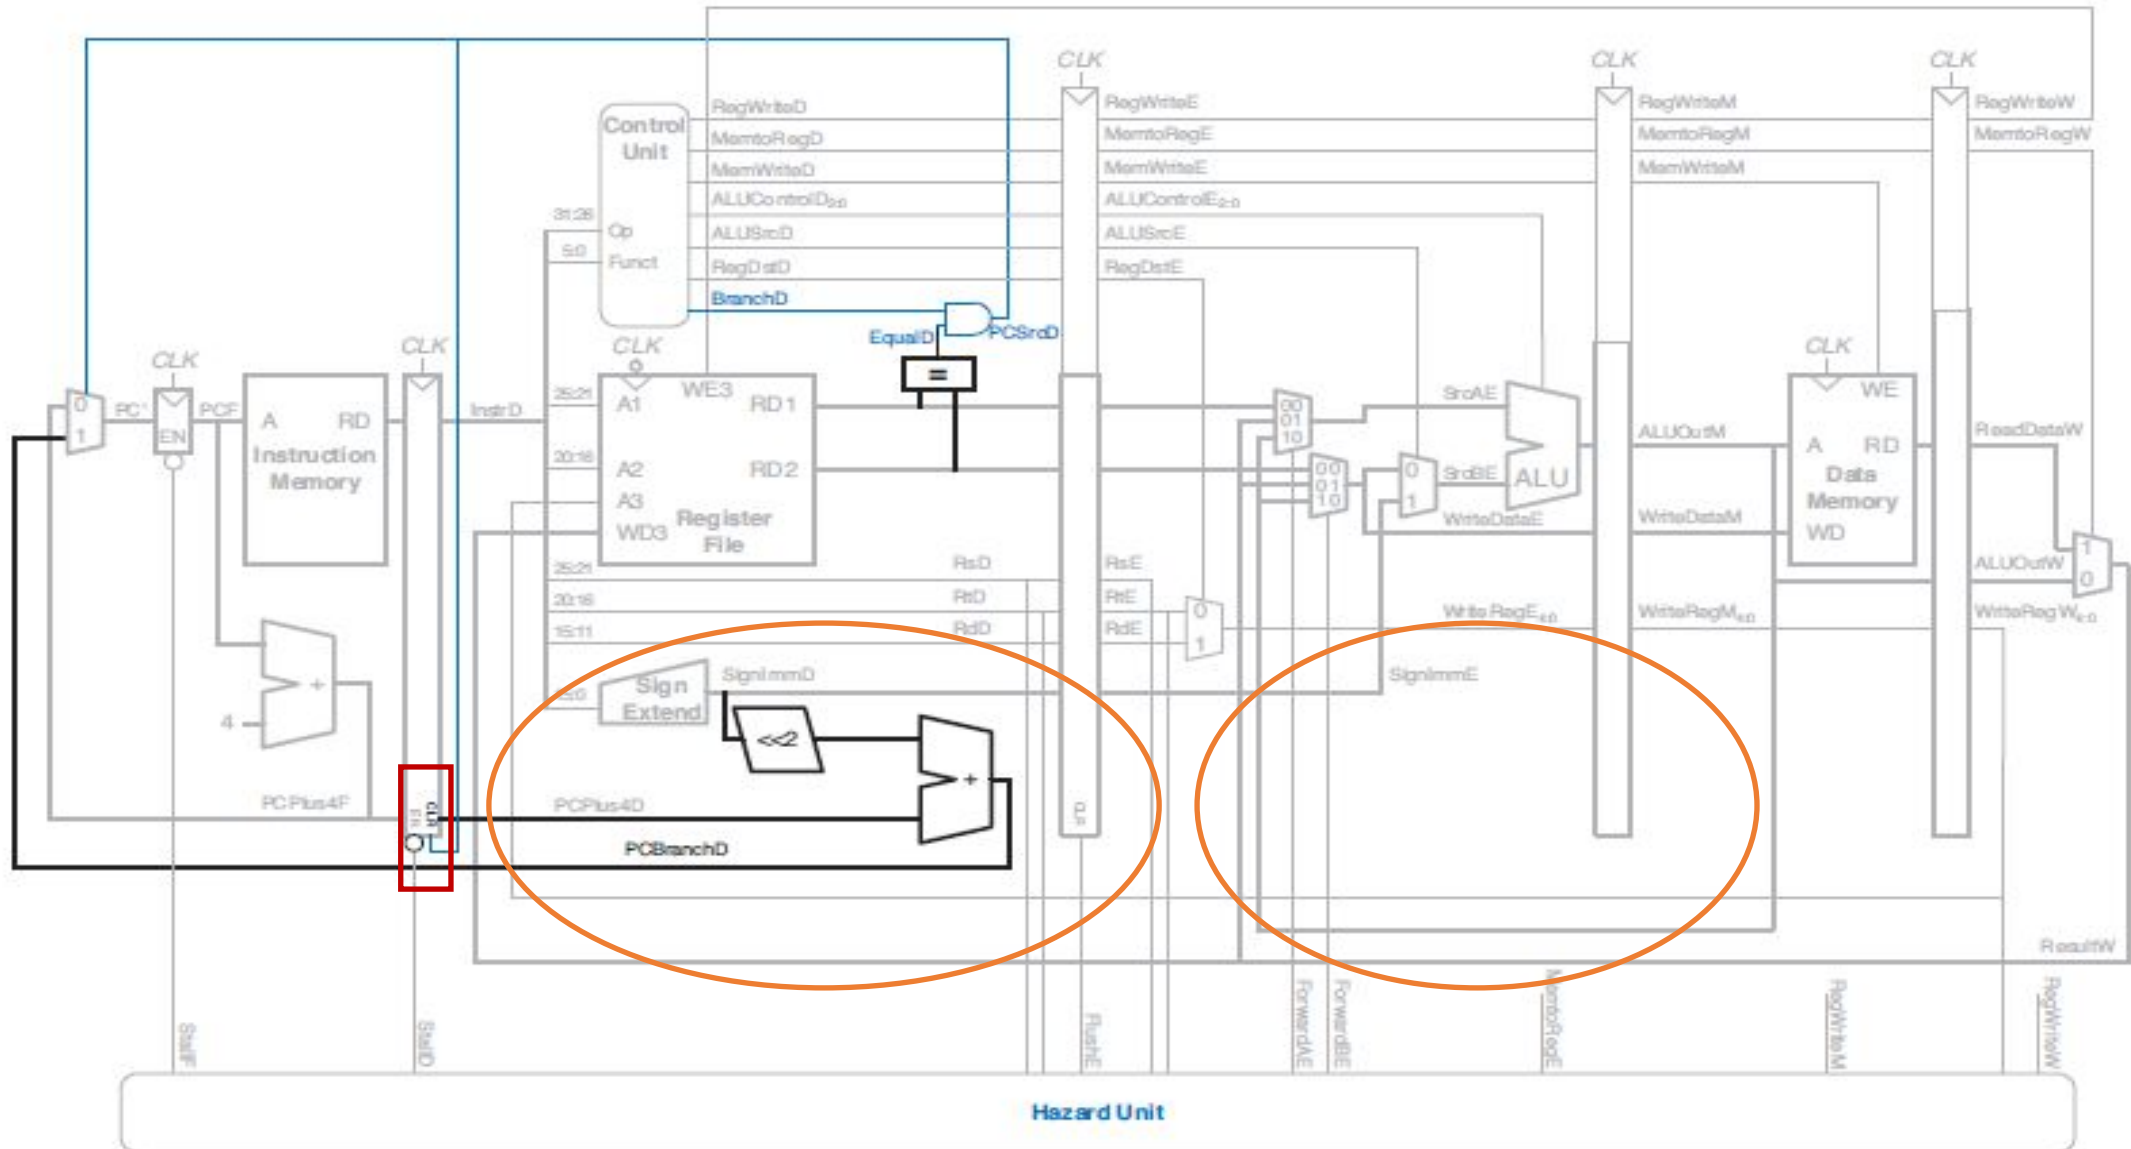 CLK
CLK
CLK
Control
Unit
RegWriteD
MemtoRegD
MemWriteD
ALUControlD2:0
ALUSrcD
RegDstD
BranchD
31:26
Op
5:0
Funct
RegWriteE
MemtoRegE
MemWriteE
ALUControlE2:0
ALUSrcE
RegDstE
RegWriteM
MemtoRegM
MemWriteM
RegWriteW
MemtoRegW
EqualD
PCSrcD
=
CLK
CLK
CLK
CLK
0
1
PC'
EN
PCF
A
RD
Instruction
Memory
InstrD
25:21
A1
WE3
RD1
20:16
A2
RD2
A3
WD3
Register
File
00
01
10
00
01
10
0
1
SrcAE
SrcBE
ALU
WriteDataE
ALUOutM
WriteDataM
WE
A
RD
Data
Memory
WD
ReadDataW
ALUOutW
1
0
25:21
RsD
RsE
20:16
RtD
RtE
15:11
RdD
RdE
0
1
WriteRegE4:0
WriteRegM4:0
WriteRegW4:0
15:0
Sign
Extend
SignImmD
SignImmE
<<2
+
4
+
PCPlus4F
EN
CLR
PCPlus4D
CLR
PCBranchD
ResultW
StallF
StallD
FlushE
ForwardAE
ForwardBE
MemtoRegE
RegWriteM
RegWriteW
Hazard Unit